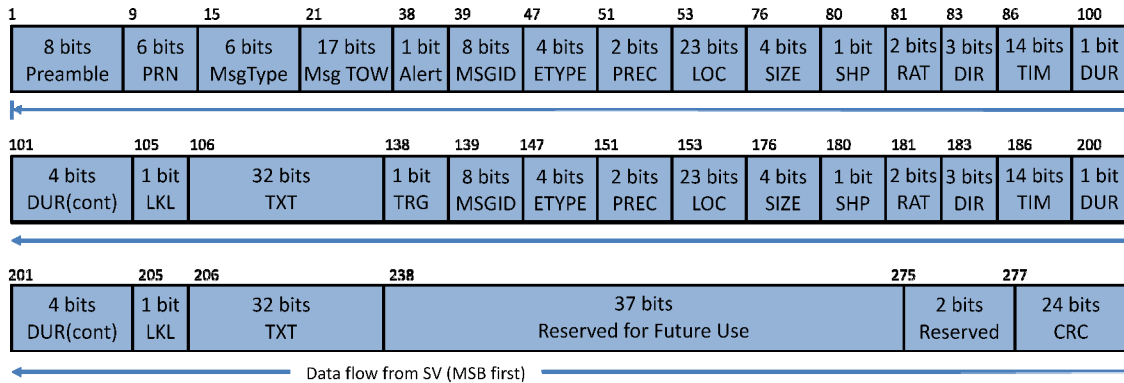 1 9 15 21 38 39 47 51 53 76 80 81 83 86 100
8 bits 6 bits 6 bits 17 bits 1 bit 8 bits 4 bits 2 bits 23 bits 4 bits 1 bit 2 bits 3 bits 14 bits 1 bit
Preamble PRN MsgType Msg TOW Alert MSGID ETYPE PREC LOC SIZE SHP RAT DIR TIM DUR
101 105 106 138 139 147 151 153 176 180 181 183 186 200
4 bits 1 bit 32 bits 1 bit 8 bits 4 bits 2 bits 23 bits 4 bits 1 bit 2 bits 3 bits 14 bits 1 bit
DUR(cont) LKL TXT TRG MSGID ETYPE PREC LOC SIZE SHP RAT DIR TIM DUR
201 205 206 238 275 277
4 bits 1 bit 32 bits 37 bits 2 bits 24 bits
DUR(cont) LKL TXT Reserved for Future Use Reserved CRC
Data flow from SV (MSB first)